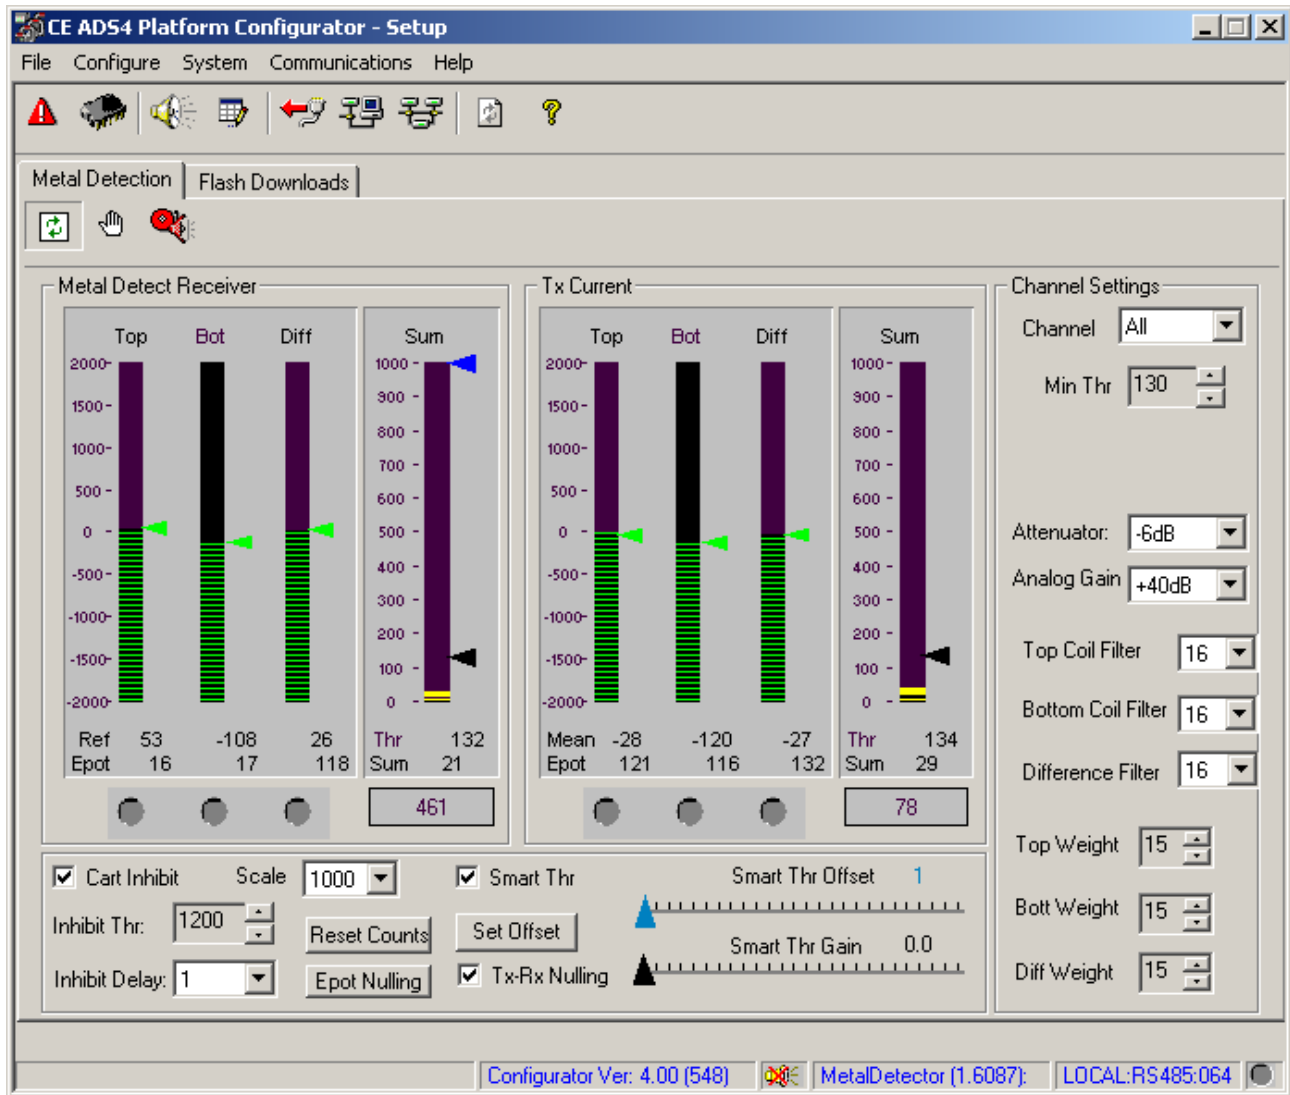 CE ADS4 Platform Configurator - Setup
File Configure System Communications Help
Metal Detection Flash Downloads
Metal Detect Receiver
Top Bot Diff Sum
2000
1500
1000
500
0
-500
-1000
-1500
-2000
1000
900
800
700
600
500
400
300
200
100
0
Ref 53 -108 26 Thr 132
Epot 16 17 118 Sum 21
461
Tx Current
Top Bot Diff Sum
2000
1500
1000
500
0
-500
-1000
-1500
-2000
1000
900
800
700
600
500
400
300
200
100
0
Mean -28 -120 -27 Thr 134
Epot 121 116 132 Sum 29
78
Channel Settings
Channel All
Min Thr 130
Attenuator: -6dB
Analog Gain +40dB
Top Coil Filter 16
Bottom Coil Filter 16
Difference Filter 16
Top Weight 15
Bott Weight 15
Diff Weight 15
Cart Inhibit Scale 1000 Smart Thr Smart Thr Offset 1
Inhibit Thr: 1200 Reset Counts Set Offset Smart Thr Gain 0.0
Inhibit Delay: 1 Epot Nulling Tx-Rx Nulling
Configurator Ver: 4.00 (548) MetalDetector (1.6087): LOCAL:RS485:064